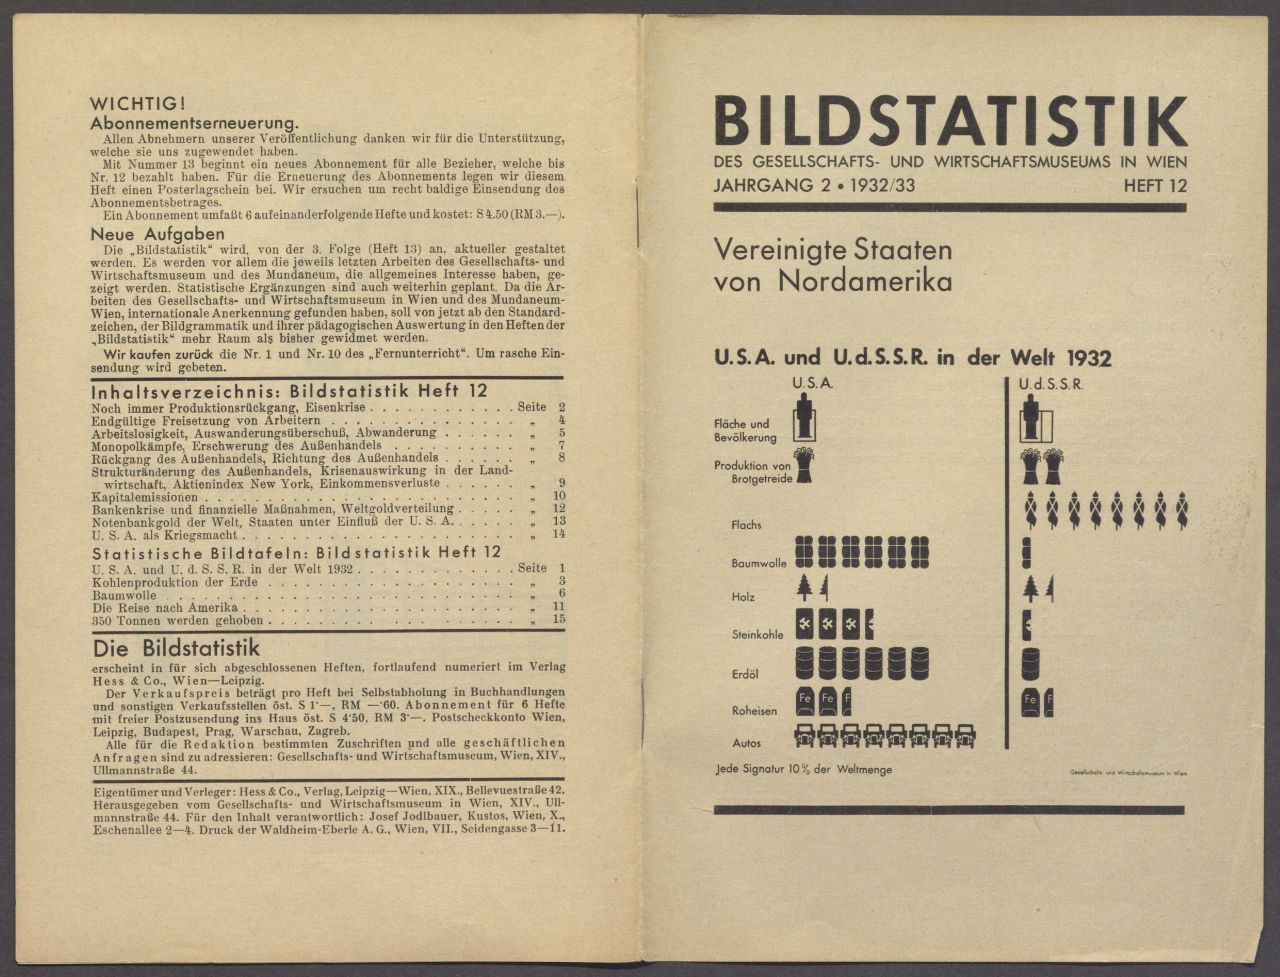 WICHTIG!
Abonnementserneuerung.
Allen Abnehmern unserer Veröffentlichung danken wir für die Unterstützung,
welche sie uns zugewendet haben.
Mit Nummer 13 beginnt ein neues Abonnement für alle Bezieher, welche bis
Nr. 12 bezahlt haben. Für die Erneuerung des Abonnements legen wir diesem
Heft einen Posterlagschein bei. Wir ersuchen um recht baldige Einsendung des
Abonnementsbetrages.
Ein Abonnement umfaßt 6 aufeinanderfolgende Hefte und kostet: S 4.50 (RM 3.—).
Neue Aufgaben
Die „Bildstatistik“ wird, von der 3. Folge (Heft 13) an, aktueller gestaltet
werden. Es werden vor allem die jeweils letzten Arbeiten des Gesellschafts- und
Wirtschaftsmuseum und des Mundaneum, die allgemeines Interesse haben, ge-
zeigt werden. Statistische Ergänzungen sind auch weiterhin geplant. Da die Ar-
beiten des Gesellschafts- und Wirtschaftsmuseum in Wien und des Mundaneum-
Wien, internationale Anerkennung gefunden haben, soll von jetzt ab den Standard-
zeichen, der Bildgrammatik und ihrer pädagogischen Auswertung in den Heften der
„Bildstatistik“ mehr Raum als bisher gewidmet werden.
Wir kaufen zurück die Nr. 1 und Nr. 10 des „Fernunterricht“. Um rasche Ein-
sendung wird gebeten.
Inhaltsverzeichnis: Bildstatistik Heft 12
Noch immer Produktionsrückgang, Eisenkrise . . . . . . . . . . . . Seite 2
Endgültige Freisetzung von Arbeitern . . . . . . . . . . . . . . „ 4
Arbeitslosigkeit, Auswanderungsüberschuß, Abwanderung . . . . . . „ 5
Monopolkämpfe, Erschwerung des Außenhandels . . . . . . . . . . „ 7
Rückgang des Außenhandels, Richtung des Außenhandels . . . . . . „ 8
Strukturänderung des Außenhandels, Krisenauswirkung in der Land-
wirtschaft, Aktienindex New York, Einkommensverluste . . . . . . „ 9
Kapitalemissionen . . . . . . . . . . . . . . . . . . . . . . . „ 10
Bankenkrise und finanzielle Maßnahmen, Weltgoldverteilung . . . . . „ 12
Notenbankgold der Welt, Staaten unter Einfluß der U. S. A. . . . . . „ 13
U. S. A. als Kriegsmacht . . . . . . . . . . . . . . . . . . . . „ 14
Statistische Bildtafeln: Bildstatistik Heft 12
U. S. A. und U. d. S. S. R. in der Welt 1932 . . . . . . . . . . . . . Seite 1
Kohlenproduktion der Erde . . . . . . . . . . . . . . . . . . . „ 3
Baumwolle . . . . . . . . . . . . . . . . . . . . . . . . . . „ 6
Die Reise nach Amerika . . . . . . . . . . . . . . . . . . . . „ 11
350 Tonnen werden gehoben . . . . . . . . . . . . . . . . . . . „ 15
Die Bildstatistik
erscheint in für sich abgeschlossenen Heften, fortlaufend numeriert im Verlag
Hess & Co., Wien—Leipzig.
Der Verkaufspreis beträgt pro Heft bei Selbstabholung in Buchhandlungen
und sonstigen Verkaufsstellen öst. S 1·—, RM —·60. Abonnement für 6 Hefte
mit freier Postzusendung ins Haus öst. S 4·50, RM 3·—. Postscheckkonto Wien,
Leipzig, Budapest, Prag, Warschau, Zagreb.
Alle für die Redaktion bestimmten Zuschriften und alle geschäftlichen
Anfragen sind zu adressieren: Gesellschafts- und Wirtschaftsmuseum, Wien, XIV.,
Ullmannstraße 44.
Eigentümer und Verleger: Hess & Co., Verlag, Leipzig—Wien, XIX., Bellevuestraße 42.
Herausgegeben vom Gesellschafts- und Wirtschaftsmuseum in Wien, XIV., Ull-
mannstraße 44. Für den Inhalt verantwortlich: Josef Jodlbauer, Kustos, Wien, X.,
Eschenallee 2—4. Druck der Waldheim-Eberle A. G., Wien, VII., Seidengasse 3—11.
BILDSTATISTIK
DES GESELLSCHAFTS- UND WIRTSCHAFTSMUSEUMS IN WIEN
JAHRGANG 2 • 1932/33 HEFT 12
Vereinigte Staaten
von Nordamerika
U.S.A. und U.d.S.S.R. in der Welt 1932
U.S.A. U.d.S.S.R.
Fläche und
Bevölkerung
Produktion von
Brotgetreide
Flachs
Baumwolle
Holz
Steinkohle
Erdöl
Roheisen Fe Fe F Fe F
Autos
Jede Signatur 10% der Weltmenge
Gesellschafts- und Wirtschaftsmuseum in Wien